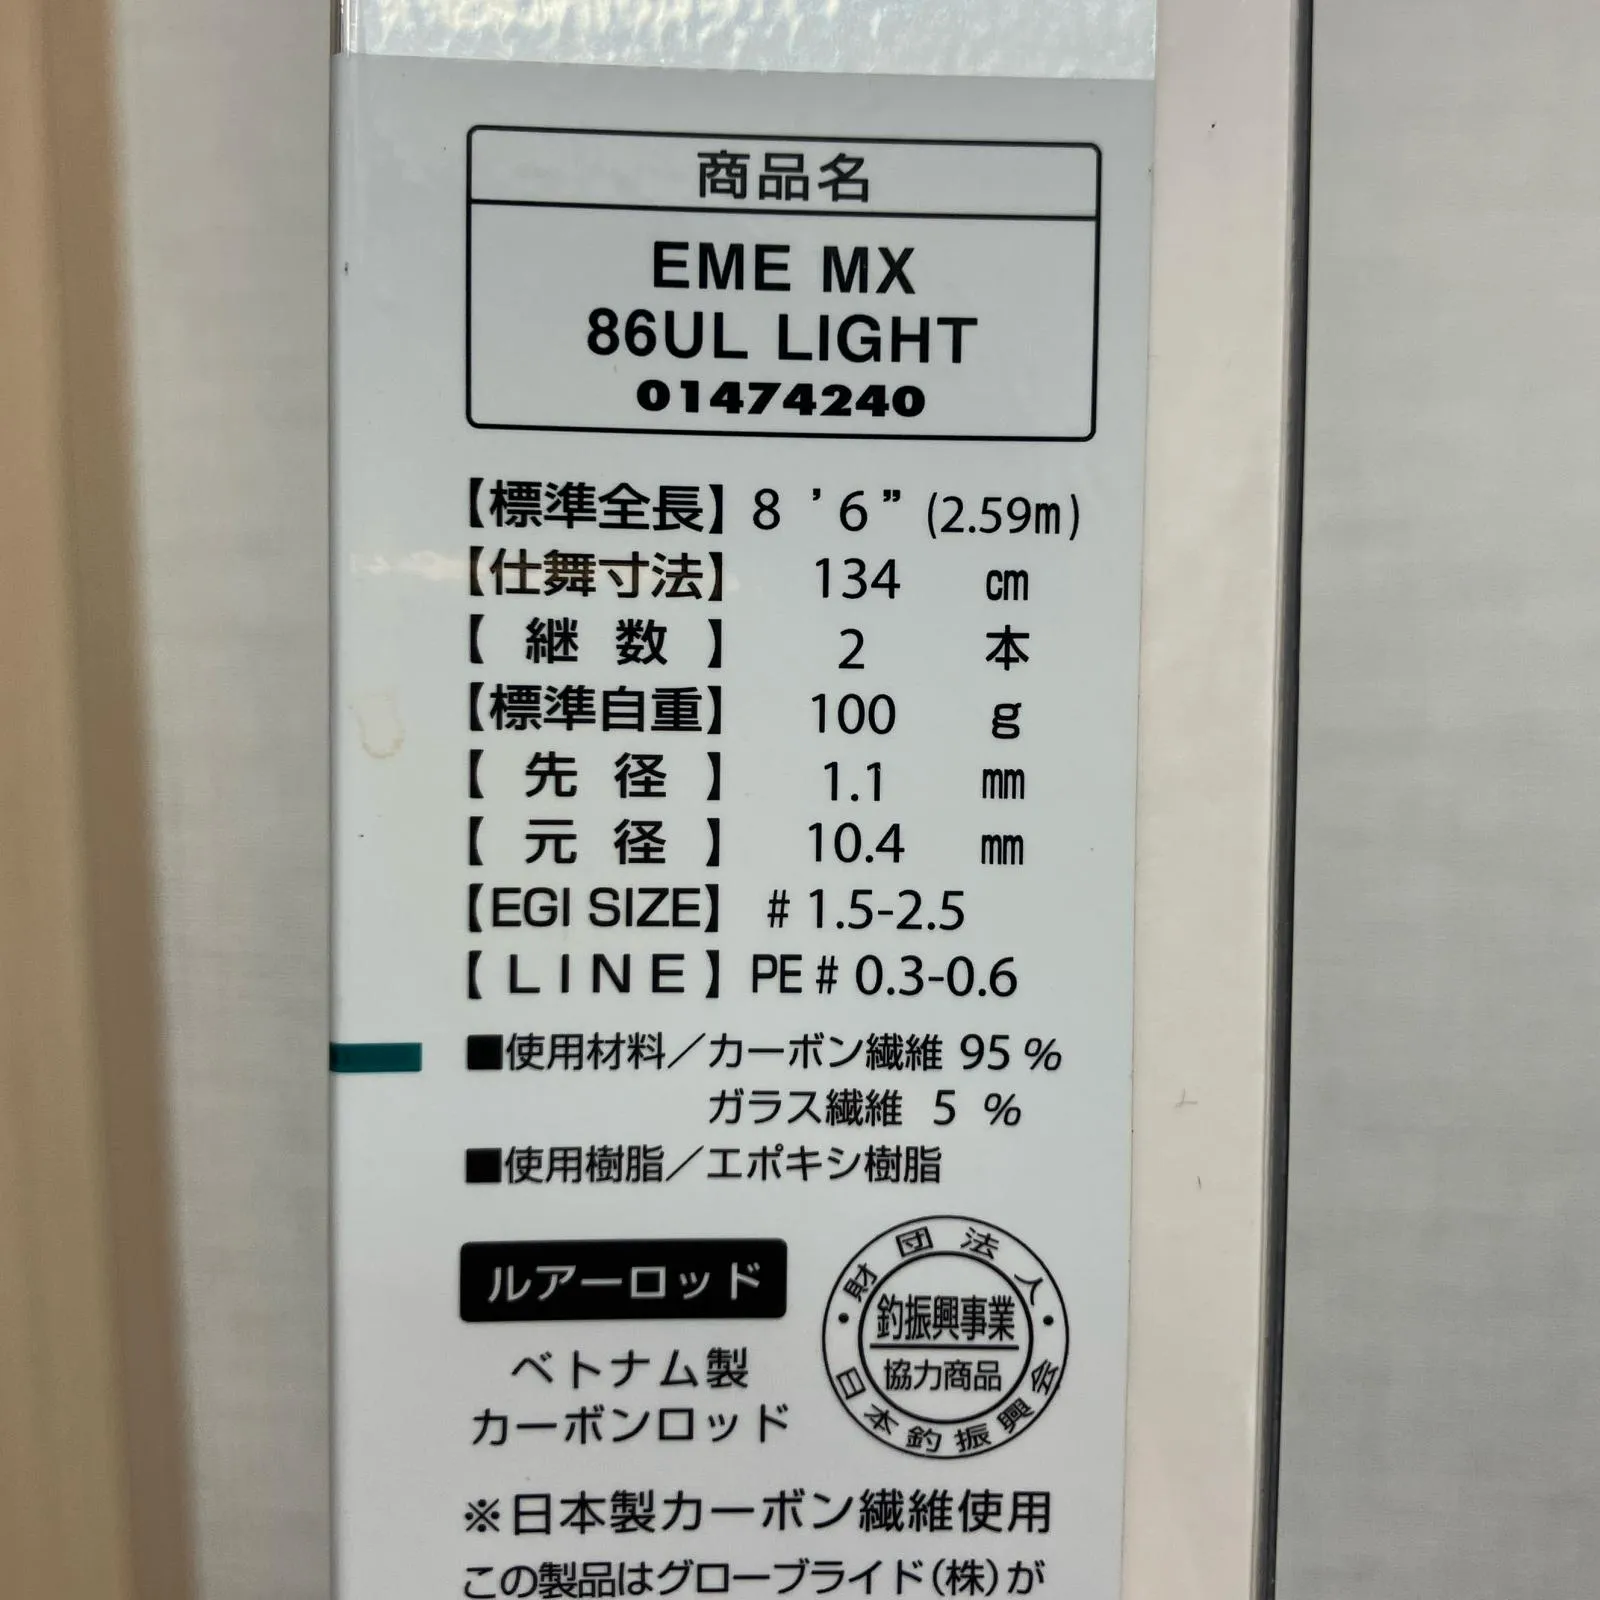 商品名
EME MX
86UL LIGHT
01474240
【標準全長】 8 ’6” (2.59m)
【仕舞寸法】 134 cm
【 継 数 】 2 本
【標準自重】 100 g
【 先 径 】 1.1 mm
【 元 径 】 10.4 mm
【EGI SIZE】 # 1.5-2.5
【 LINE 】 PE # 0.3-0.6
■使用材料／カーボン繊維 95 %
ガラス繊維 5 %
■使用樹脂／エポキシ樹脂
ルアーロッド
ベトナム製
カーボンロッド
・財団法人・
釣振興事業
協力商品
日本釣振興会
※日本製カーボン繊維使用
この製品はグローブライド(株)が